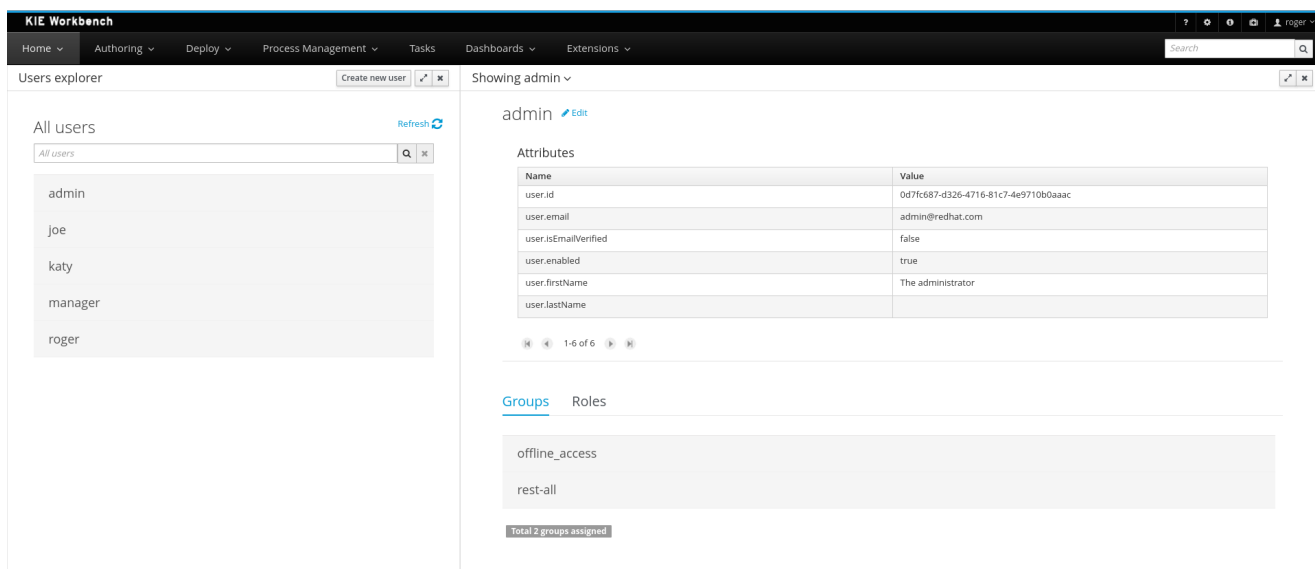 KIE Workbench
? roger
Home Authoring Deploy Process Management Tasks Dashboards Extensions Search
Users explorer Create new user
All users Refresh
All users
admin
joe
katy
manager
roger
Showing admin
admin Edit
Attributes
Name Value
user.id 0d7fc687-d326-4716-81c7-4e9710b0aaac
user.email admin@redhat.com
user.isEmailVerified false
user.enabled true
user.firstName The administrator
user.lastName
1-6 of 6
Groups Roles
offline_access
rest-all
Total 2 groups assigned